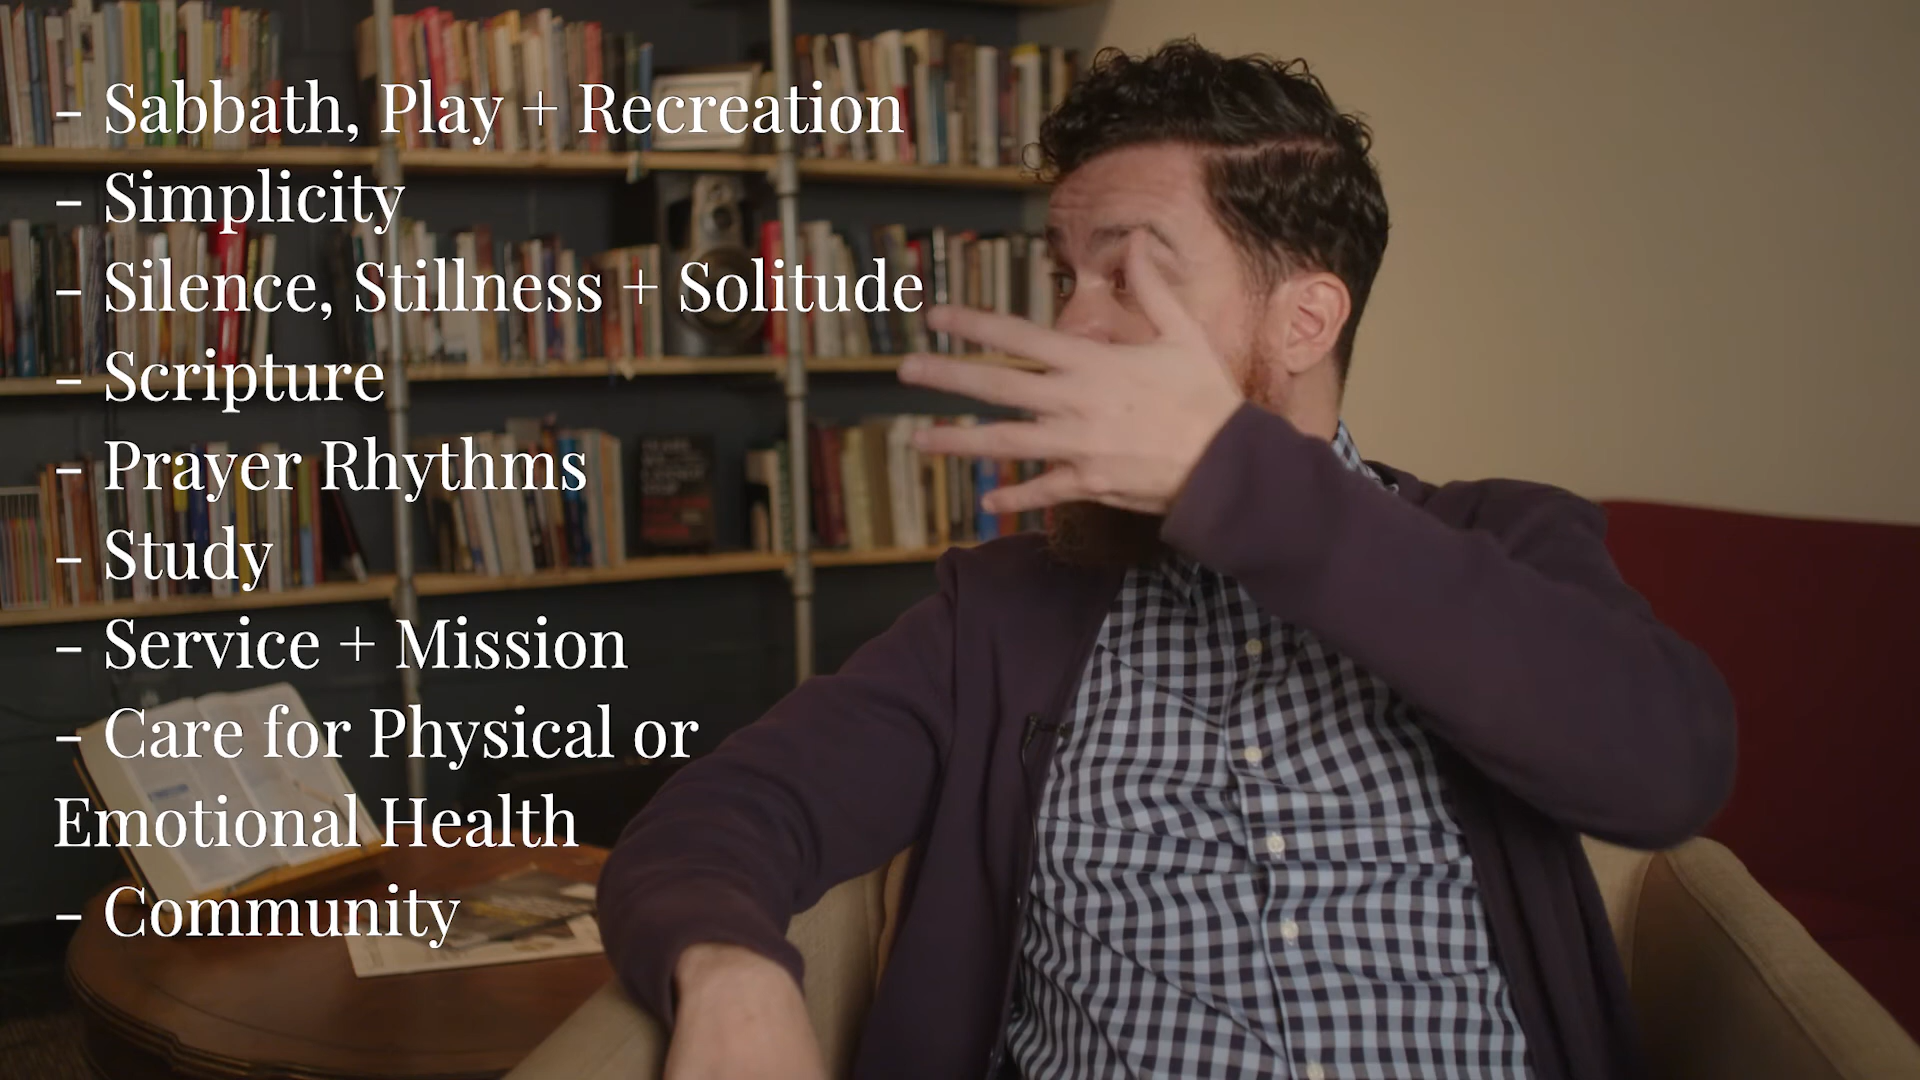 - Sabbath, Play + Recreation
- Simplicity
- Silence, Stillness + Solitude
- Scripture
- Prayer Rhythms
- Study
- Service + Mission
- Care for Physical or
Emotional Health
- Community